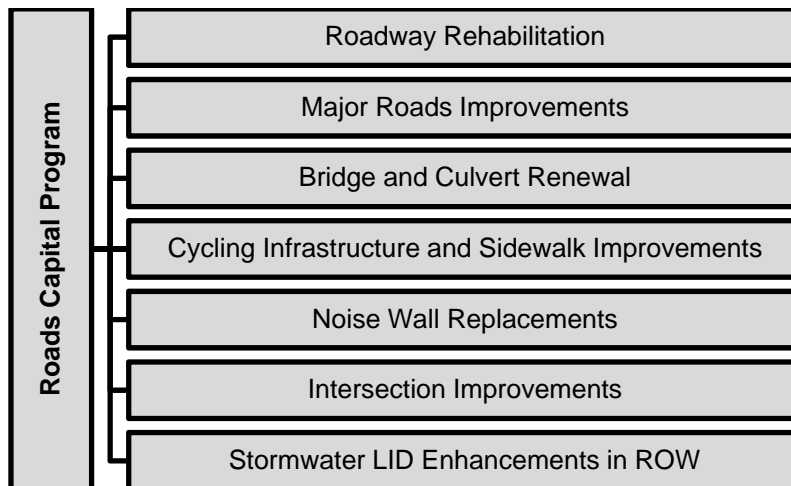 Roads Capital Program
Roadway Rehabilitation
Major Roads Improvements
Bridge and Culvert Renewal
Cycling Infrastructure and Sidewalk Improvements
Noise Wall Replacements
Intersection Improvements
Stormwater LID Enhancements in ROW